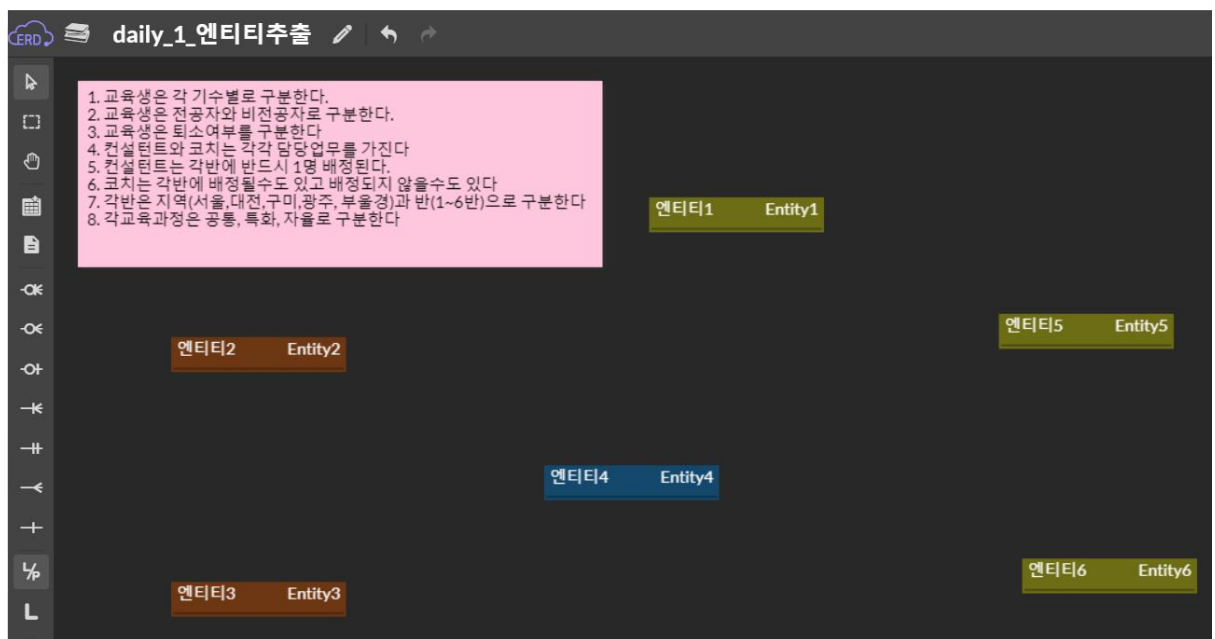 ERD
daily_1_엔티티추출
1. 교육생은 각 기수별로 구분한다.
2. 교육생은 전공자와 비전공자로 구분한다.
3. 교육생은 퇴소여부를 구분한다
4. 컨설턴트와 코치는 각각 담당업무를 가진다
5. 컨설턴트는 각반에 반드시 1명 배정된다.
6. 코치는 각반에 배정될수도 있고 배정되지 않을수도 있다
7. 각반은 지역(서울,대전,구미,광주, 부울경)과 반(1~6반)으로 구분한다
8. 각교육과정은 공통, 특화, 자율로 구분한다
엔티티1 Entity1
엔티티5 Entity5
엔티티2 Entity2
엔티티4 Entity4
엔티티6 Entity6
엔티티3 Entity3
L/P
L